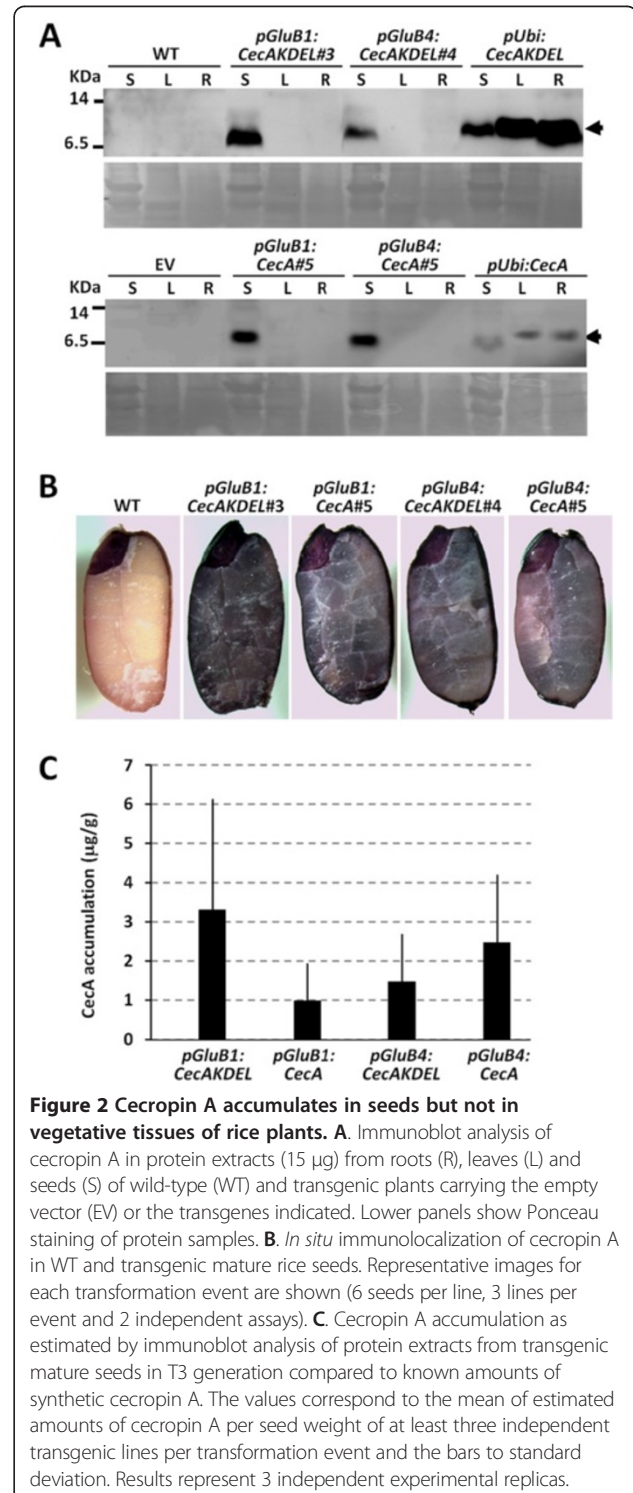 A
WT
pGluB1:
CecAKDEL#3
pGluB4:
CecAKDEL#4
pUbi:
CecAKDEL
KDa S L R S L R S L R S L R
14
6.5
EV
pGluB1:
CecA#5
pGluB4:
CecA#5
pUbi:CecA
KDa S L R S L R S L R S L R
14
6.5
B
WT
pGluB1:
CecAKDEL#3
pGluB1:
CecA#5
pGluB4:
CecAKDEL#4
pGluB4:
CecA#5
C
CecA accumulation (µg/g)
7
6
5
4
3
2
1
0
pGluB1:
CecAKDEL
pGluB1:
CecA
pGluB4:
CecAKDEL
pGluB4:
CecA
Figure 2 Cecropin A accumulates in seeds but not in
vegetative tissues of rice plants. A. Immunoblot analysis of
cecropin A in protein extracts (15 µg) from roots (R), leaves (L) and
seeds (S) of wild-type (WT) and transgenic plants carrying the empty
vector (EV) or the transgenes indicated. Lower panels show Ponceau
staining of protein samples. B. In situ immunolocalization of cecropin A
in WT and transgenic mature rice seeds. Representative images for
each transformation event are shown (6 seeds per line, 3 lines per
event and 2 independent assays). C. Cecropin A accumulation as
estimated by immunoblot analysis of protein extracts from transgenic
mature seeds in T3 generation compared to known amounts of
synthetic cecropin A. The values correspond to the mean of estimated
amounts of cecropin A per seed weight of at least three independent
transgenic lines per transformation event and the bars to standard
deviation. Results represent 3 independent experimental replicas.